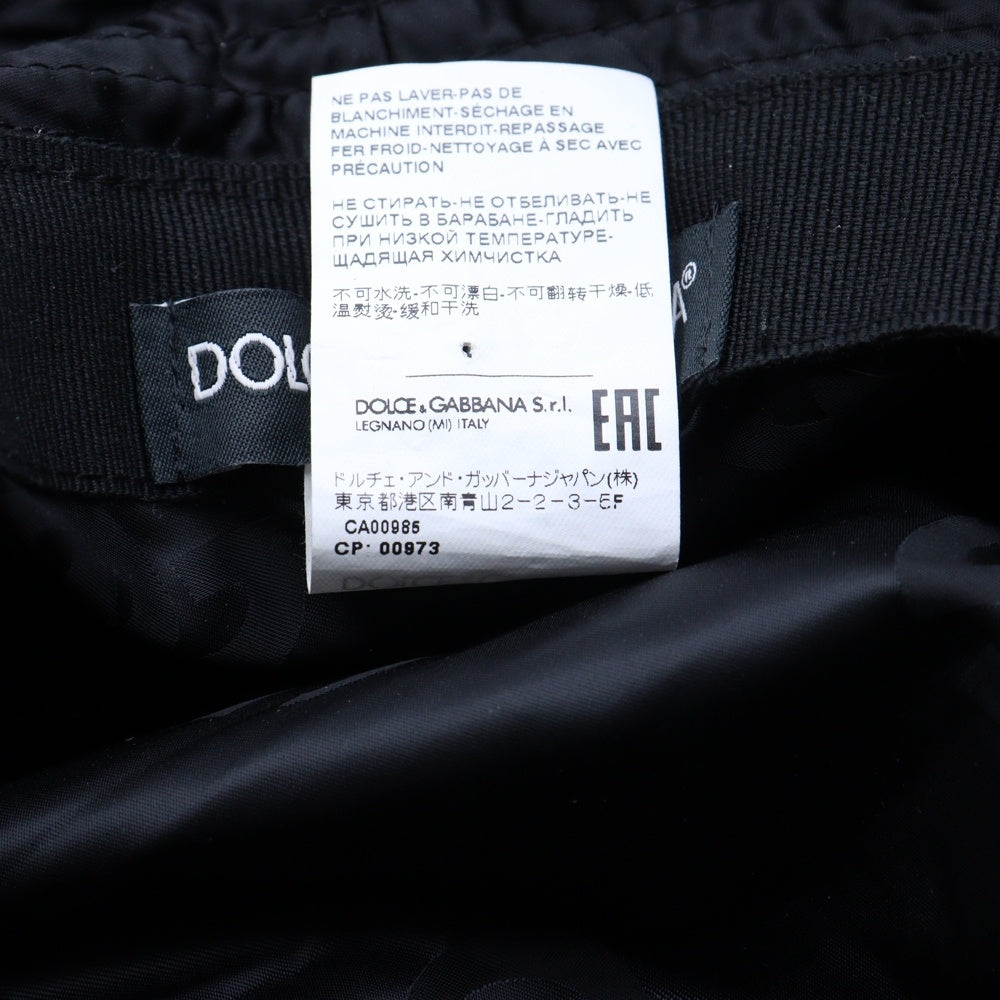 NE PAS LAVER-PAS DE
BLANCHIMENT-SÉCHAGE EN
MACHINE INTERDIT-REPASSAGE
FER FROID-NETTOYAGE À SEC AVEC
PRÉCAUTION
НЕ СТИРАТЬ-НЕ ОТБЕЛИВАТЬ-НЕ
СУШИТЬ В БАРАБАНЕ-ГЛАДИТЬ
ПРИ НИЗКОЙ ТЕМПЕРАТУРЕ-
ЩАДЯЩАЯ ХИМЧИСТКА
不可水洗-不可漂白-不可翻转干燥-低
温熨烫-缓和干洗
DOLC
A®
DOLCE & GABBANA S.r.l.
LEGNANO (MI) ITALY
EAC
ドルチェ・アンド・ガッバーナジャパン(株)
東京都港区南青山2-2-3-5F
CA00985
CP: 00973